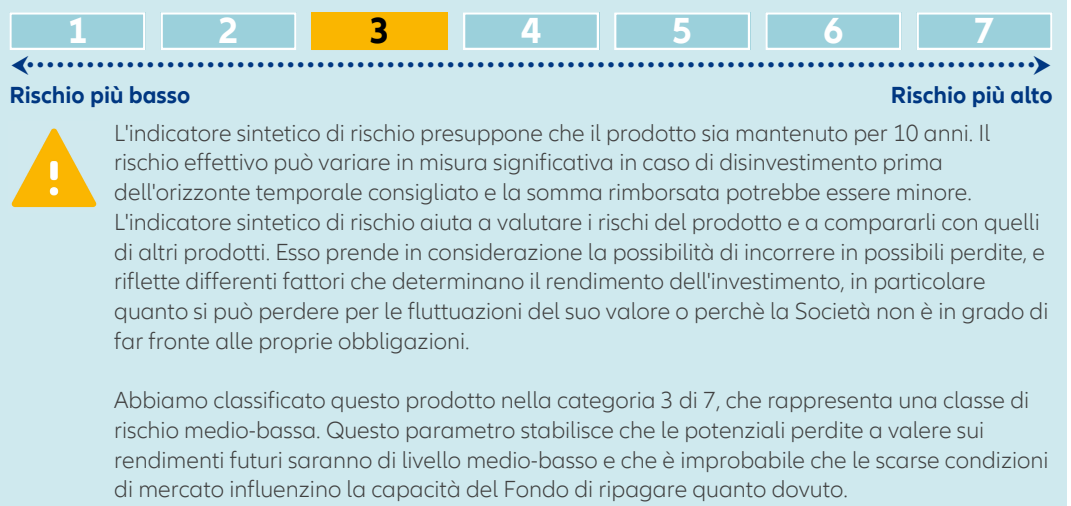 1 2 3 4 5 6 7
Rischio più basso Rischio più alto
L'indicatore sintetico di rischio presuppone che il prodotto sia mantenuto per 10 anni. Il
rischio effettivo può variare in misura significativa in caso di disinvestimento prima
dell'orizzonte temporale consigliato e la somma rimborsata potrebbe essere minore.
L'indicatore sintetico di rischio aiuta a valutare i rischi del prodotto e a compararli con quelli
di altri prodotti. Esso prende in considerazione la possibilità di incorrere in possibili perdite, e
riflette differenti fattori che determinano il rendimento dell'investimento, in particolare
quanto si può perdere per le fluttuazioni del suo valore o perchè la Società non è in grado di
far fronte alle proprie obbligazioni.
Abbiamo classificato questo prodotto nella categoria 3 di 7, che rappresenta una classe di
rischio medio-bassa. Questo parametro stabilisce che le potenziali perdite a valere sui
rendimenti futuri saranno di livello medio-basso e che è improbabile che le scarse condizioni
di mercato influenzino la capacità del Fondo di ripagare quanto dovuto.